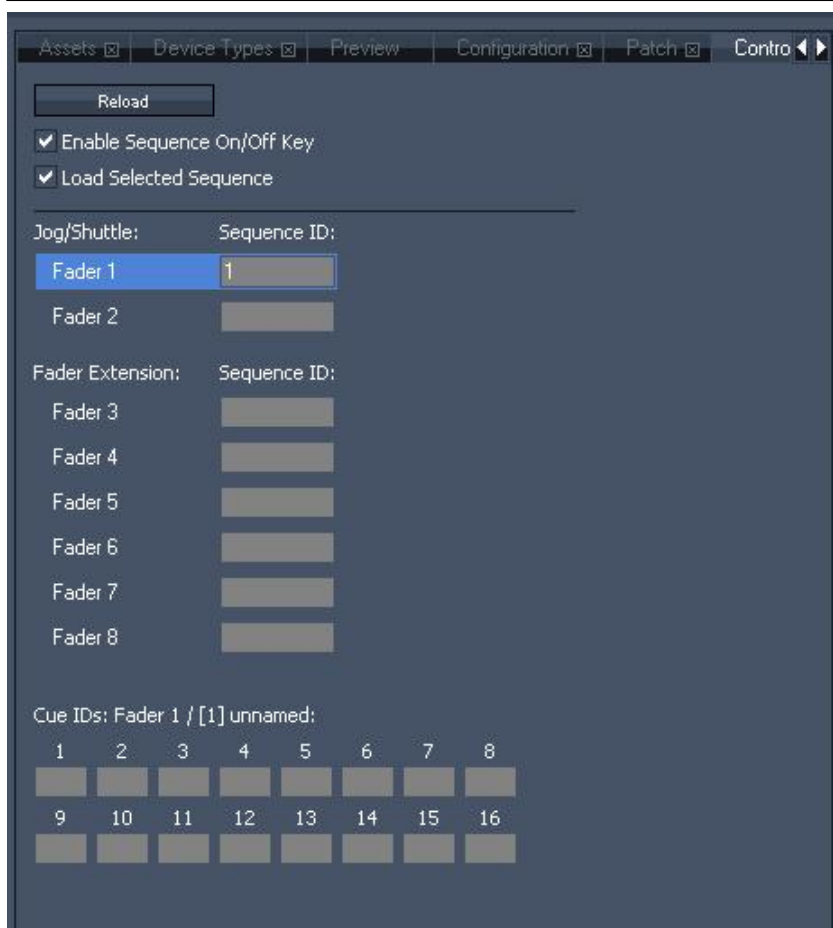 Assets Device Types Preview Configuration Patch Contro
Reload
Enable Sequence On/Off Key
Load Selected Sequence
Jog/Shuttle: Sequence ID:
Fader 1 1
Fader 2
Fader Extension: Sequence ID:
Fader 3
Fader 4
Fader 5
Fader 6
Fader 7
Fader 8
Cue IDs: Fader 1 / [1] unnamed:
1 2 3 4 5 6 7 8
9 10 11 12 13 14 15 16